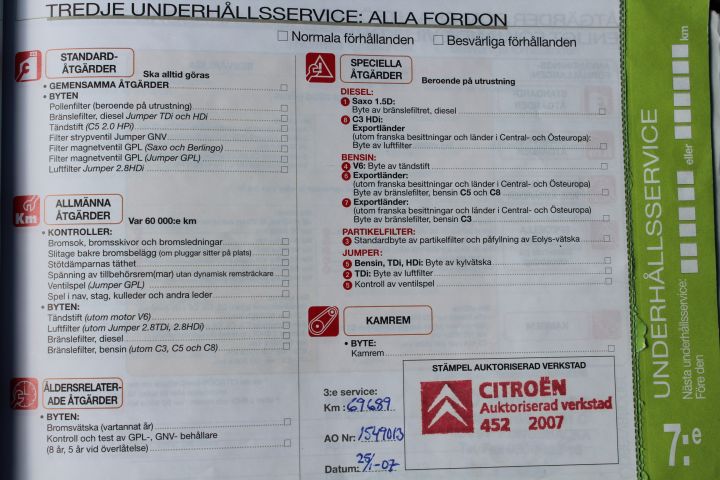 TREDJE UNDERHÅLLSSERVICE: ALLA FORDON
Normala förhållanden
Besvärliga förhållanden
STANDARD-
ÅTGÄRDER
Ska alltid göras
• GEMENSAMMA ÅTGÄRDER
• BYTEN
Pollenfilter (beroende på utrustning)
Bränslefilter, diesel Jumper TDi och HDi
Tändstift (C5 2.0 HPi)
Filter strypventil Jumper GNV
Filter magnetventil GPL (Saxo och Berlingo)
Filter magnetventil GPL (Jumper GPL)
Luftfilter Jumper 2.8HDi
Km
ALLMÄNNA
ÅTGÄRDER
Var 60 000:e km
• KONTROLLER:
Bromsok, bromsskivor och bromsledningar
Slitage bakre bromsbelägg (om pluggar sitter på plats)
Stötdämparnas täthet
Spänning av tillbehörsrem(mar) utan dynamisk remsträckare
Ventilspel (Jumper GPL)
Spel i nav, stag, kulleder och andra leder
• BYTEN:
Tändstift (utom motor V6)
Luftfilter (utom Jumper 2.8TDi, 2.8HDi)
Bränslefilter, diesel
Bränslefilter, bensin (utom C3, C5 och C8)
ÅLDERSRELATER-
ADE ÅTGÄRDER
• BYTEN:
Bromsvätska (vartannat år)
Kontroll och test av GPL-, GNV- behållare
(8 år, 5 år vid överlåtelse)
SPECIELLA
ÅTGÄRDER
Beroende på utrustning
DIESEL:
1 Saxo 1.5D:
Byte av bränslefiltret, diesel
8 C3 HDi:
Exportländer
(utom franska besittningar och länder i Central- och Östeuropa):
Byte av luftfilter
BENSIN:
4 V6: Byte av tändstift
6 Exportländer:
(utom franska besittningar och länder i Central- och Östeuropa)
Byte av bränslefilter, bensin C5 och C8
7 Exportländer:
(utom franska besittningar och länder i Central- och Östeuropa)
Byte av bränslefilter, bensin C3
PARTIKELFILTER:
3 Standardbyte av partikelfilter och påfyllning av Eolys-vätska
JUMPER:
5 Bensin, TDi, HDi: Byte av kylvätska
2 TDi: Byte av luftfilter
5 Kontroll av ventilspel
KAMREM
• BYTE:
Kamrem
3:e service:
Km: 69689
AO Nr: 1549013
Datum: 25/1-07
STÄMPEL AUKTORISERAD VERKSTAD
CITROËN
Auktoriserad verkstad
452 2007
UNDERHÅLLSSERVICE
Nästa underhållsservice:
Före den
eller
km
7:e